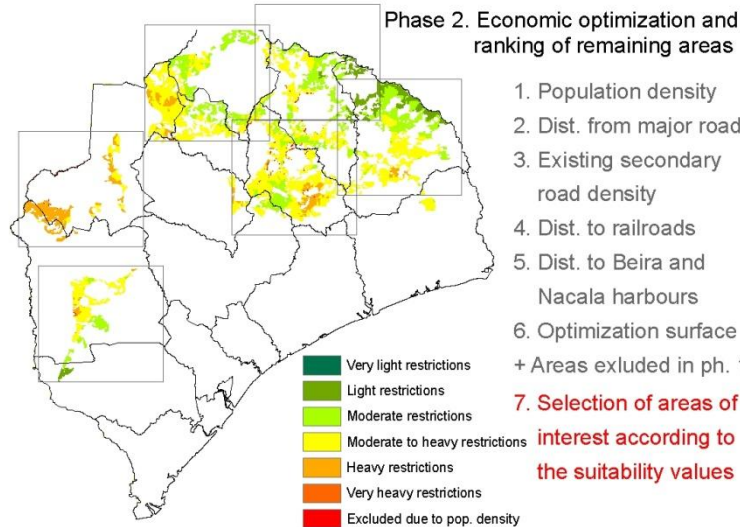 Phase 2. Economic optimization and
ranking of remaining areas
1. Population density
2. Dist. from major road
3. Existing secondary
road density
4. Dist. to railroads
5. Dist. to Beira and
Nacala harbours
6. Optimization surface
+ Areas exluded in ph.
7. Selection of areas of
interest according to
the suitability values
Very light restrictions
Light restrictions
Moderate restrictions
Moderate to heavy restrictions
Heavy restrictions
Very heavy restrictions
Excluded due to pop. density